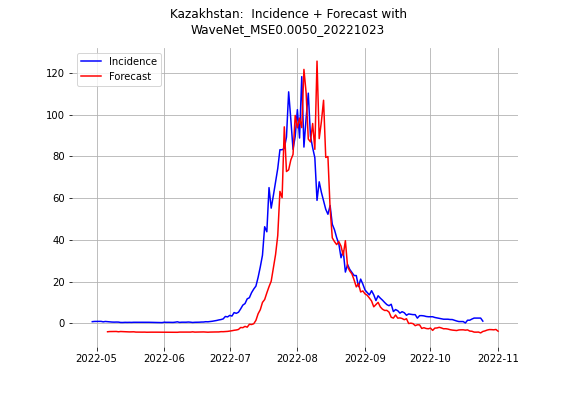 Kazakhstan:  Incidence + Forecast with
WaveNet_MSE0.0050_20221023
Incidence
Forecast
120
100
80
60
40
20
0
2022-05 2022-06 2022-07 2022-08 2022-09 2022-10 2022-11